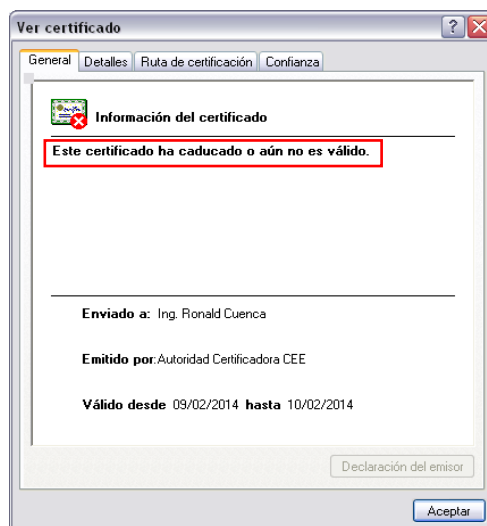 Ver certificado
General Detalles Ruta de certificación Confianza
Información del certificado
Este certificado ha caducado o aún no es válido.
Enviado a: Ing. Ronald Cuenca
Emitido por: Autoridad Certificadora CEE
Válido desde 09/02/2014 hasta 10/02/2014
Declaración del emisor
Aceptar